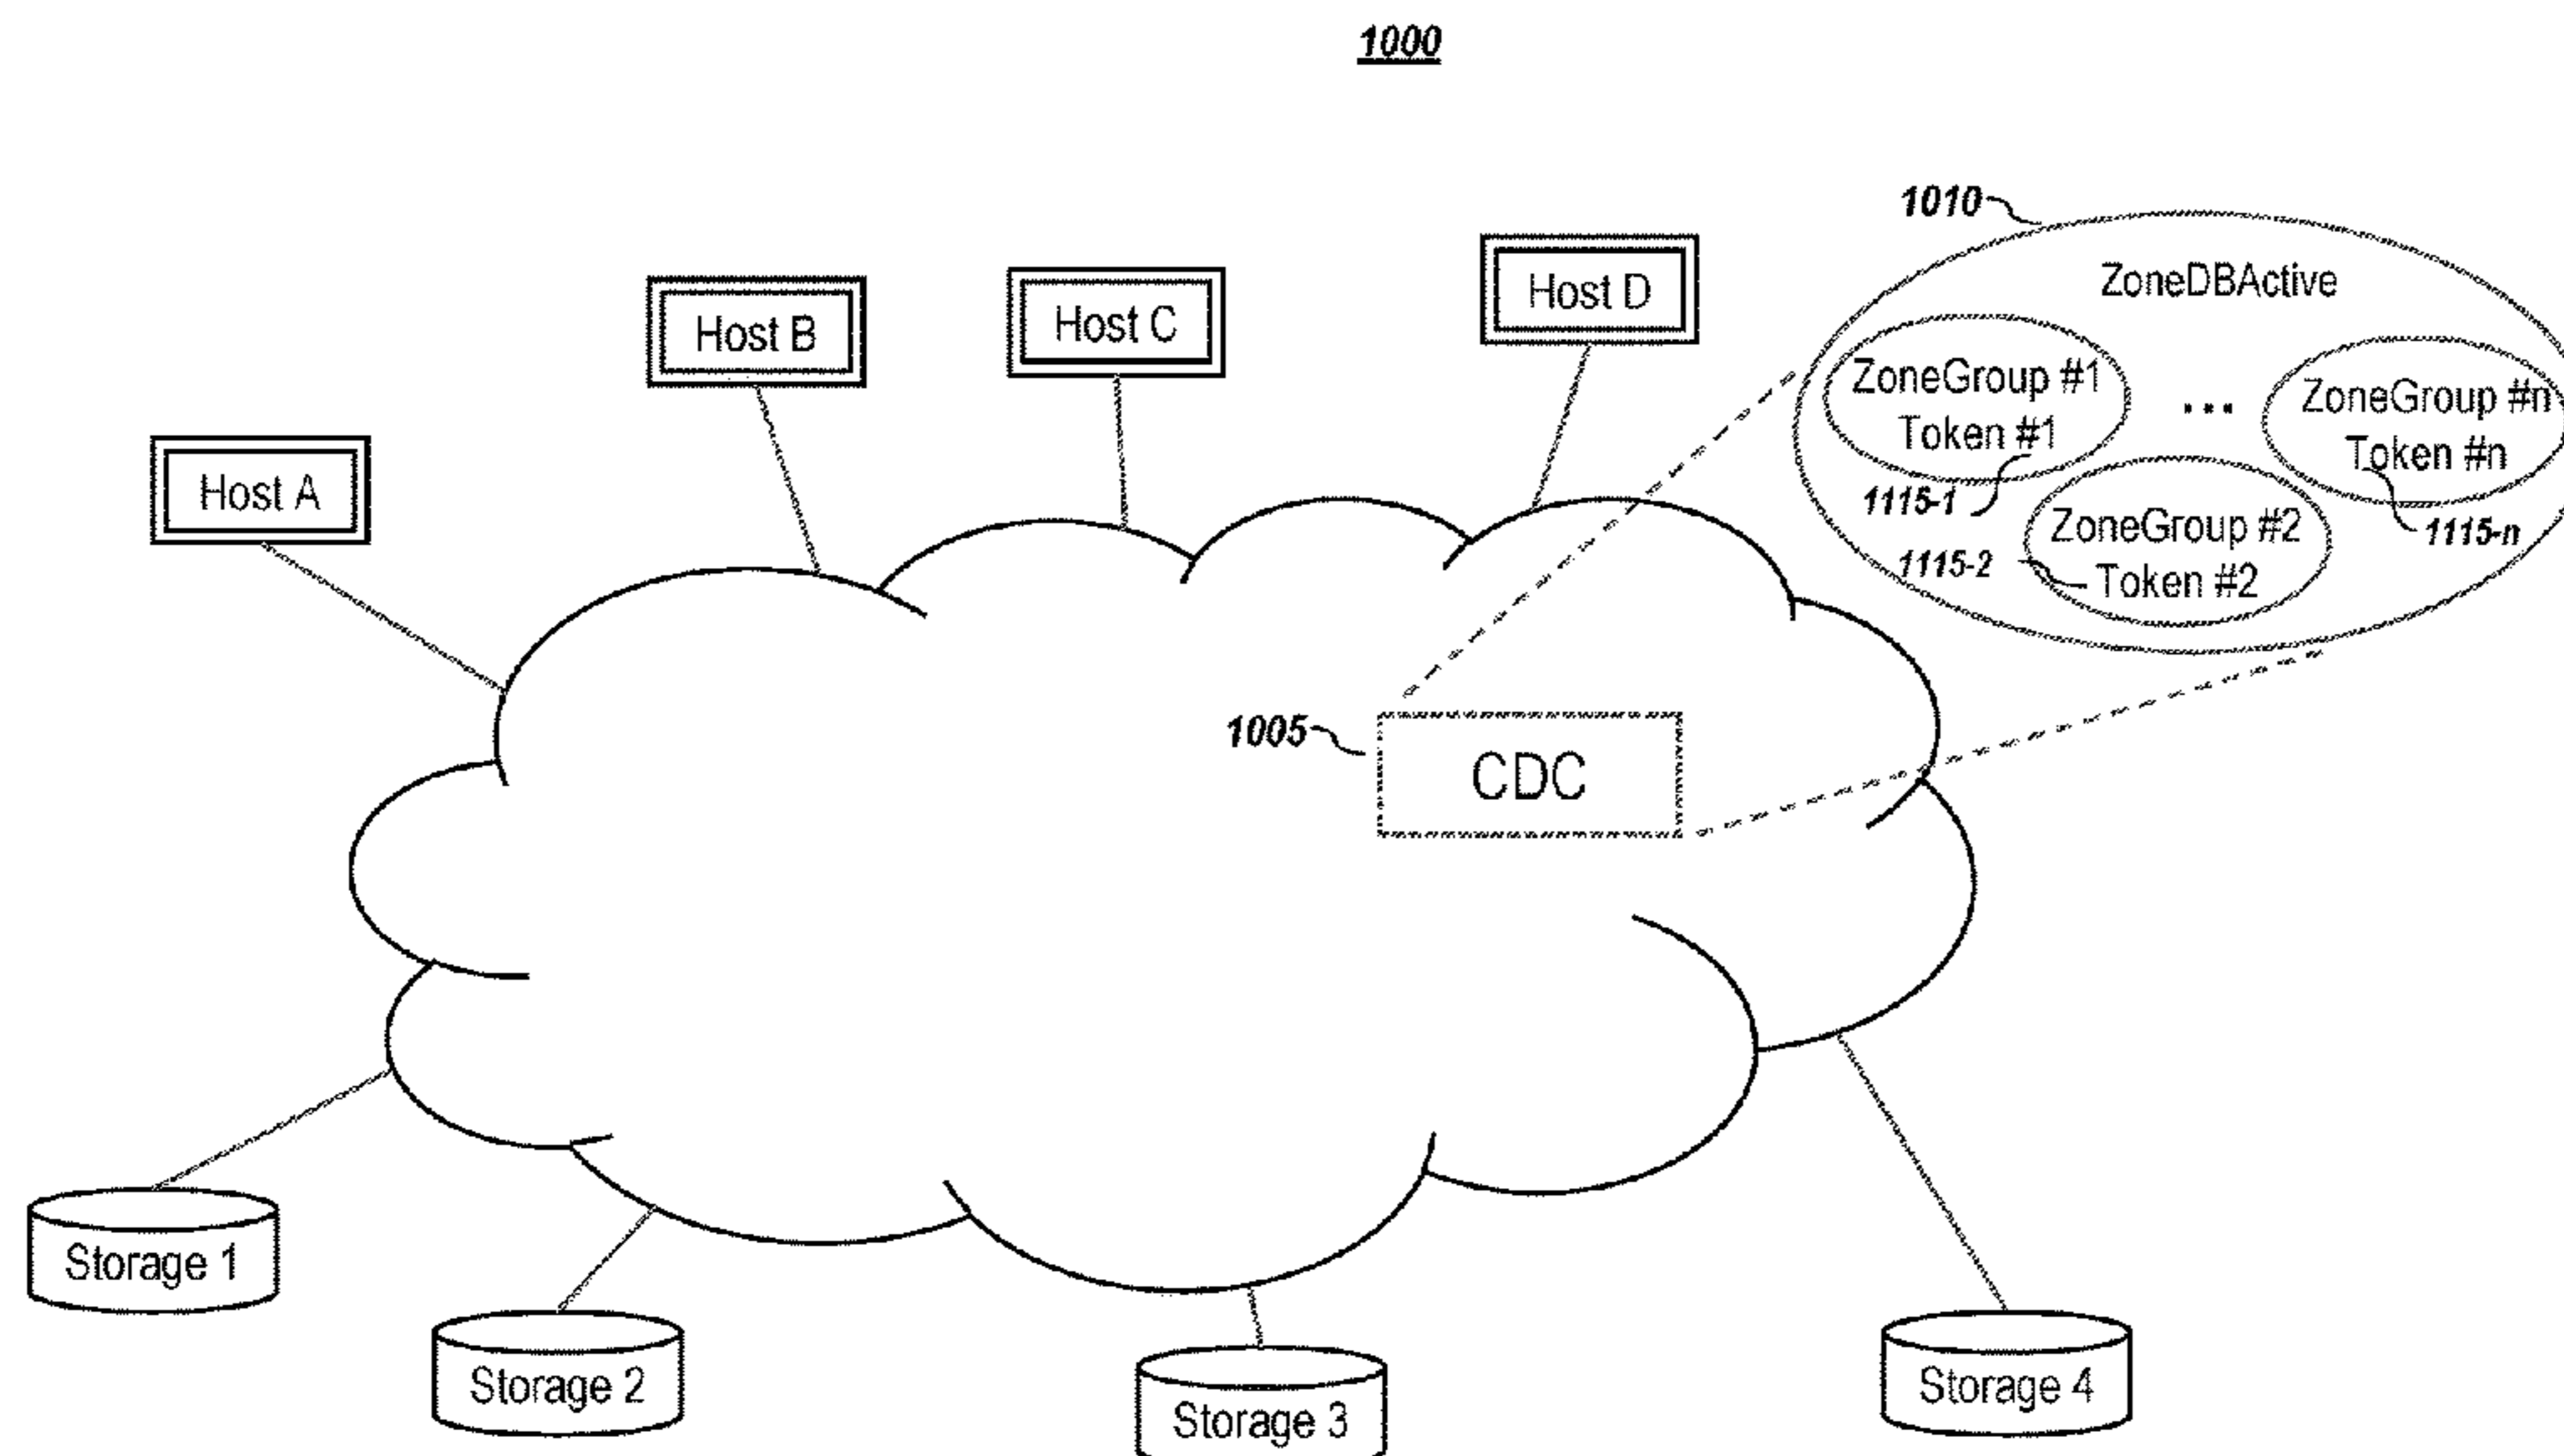 1000
1010
ZoneDBActive
Host D
Host C
Host B
Host A
ZoneGroup #1
Token #1
...
ZoneGroup #n
Token #n
1115-1
ZoneGroup #2
Token #2
1115-n
1115-2
1005
CDC
Storage 1
Storage 2
Storage 3
Storage 4